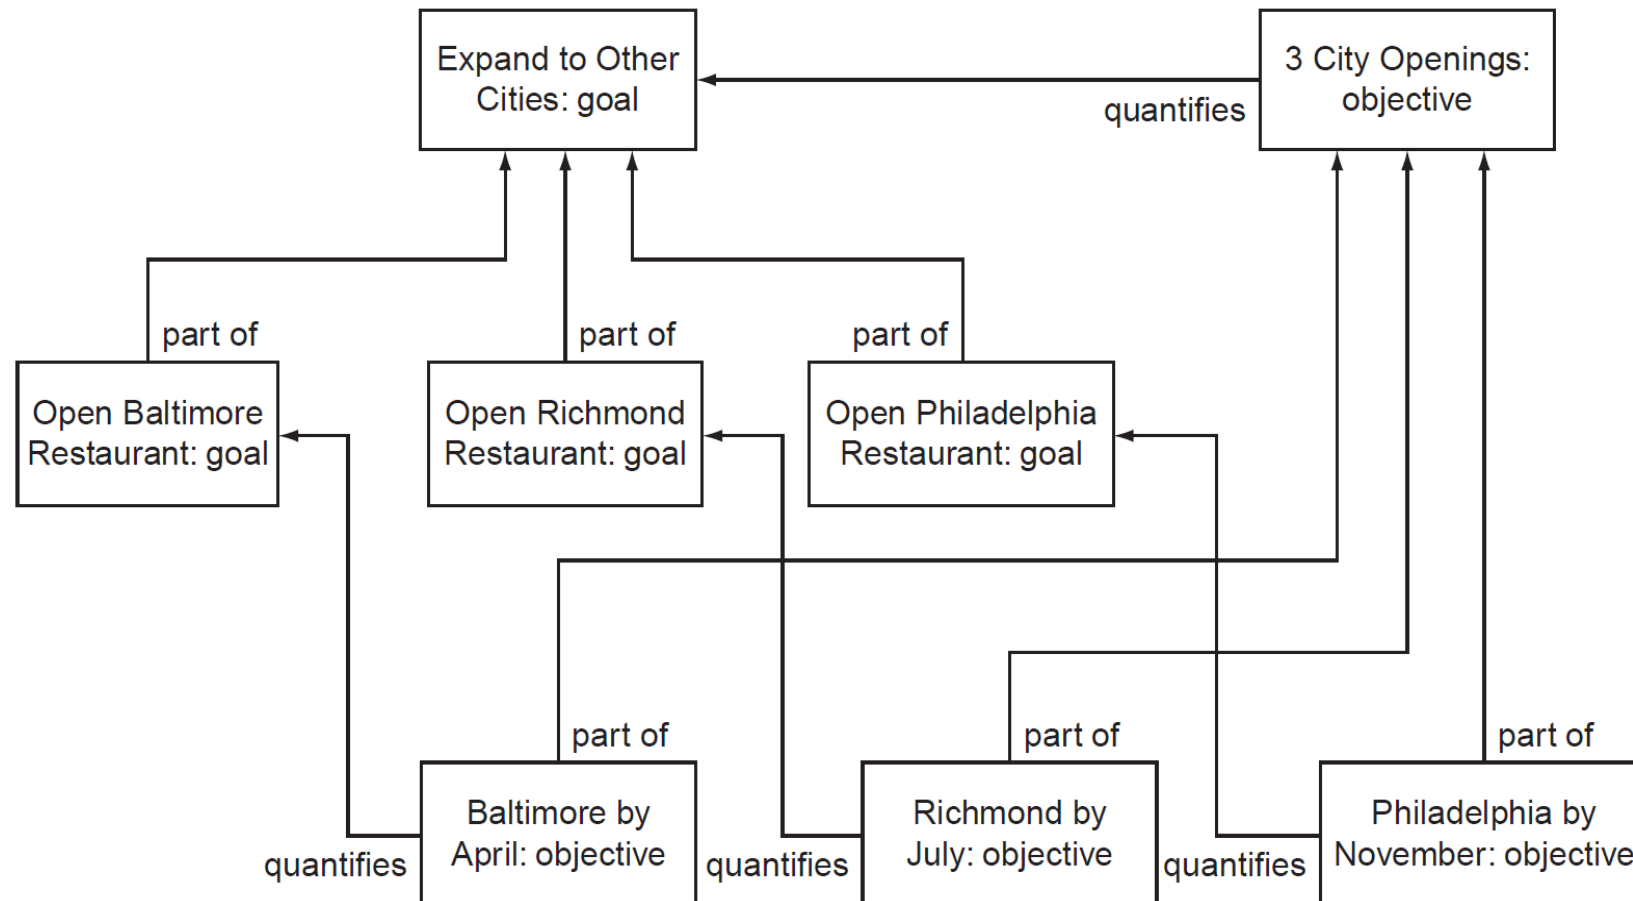 Expand to Other
Cities: goal
3 City Openings:
objective
quantifies
part of
part of
part of
Open Baltimore
Restaurant: goal
Open Richmond
Restaurant: goal
Open Philadelphia
Restaurant: goal
part of
part of
part of
Baltimore by
April: objective
Richmond by
July: objective
Philadelphia by
November: objective
quantifies
quantifies
quantifies